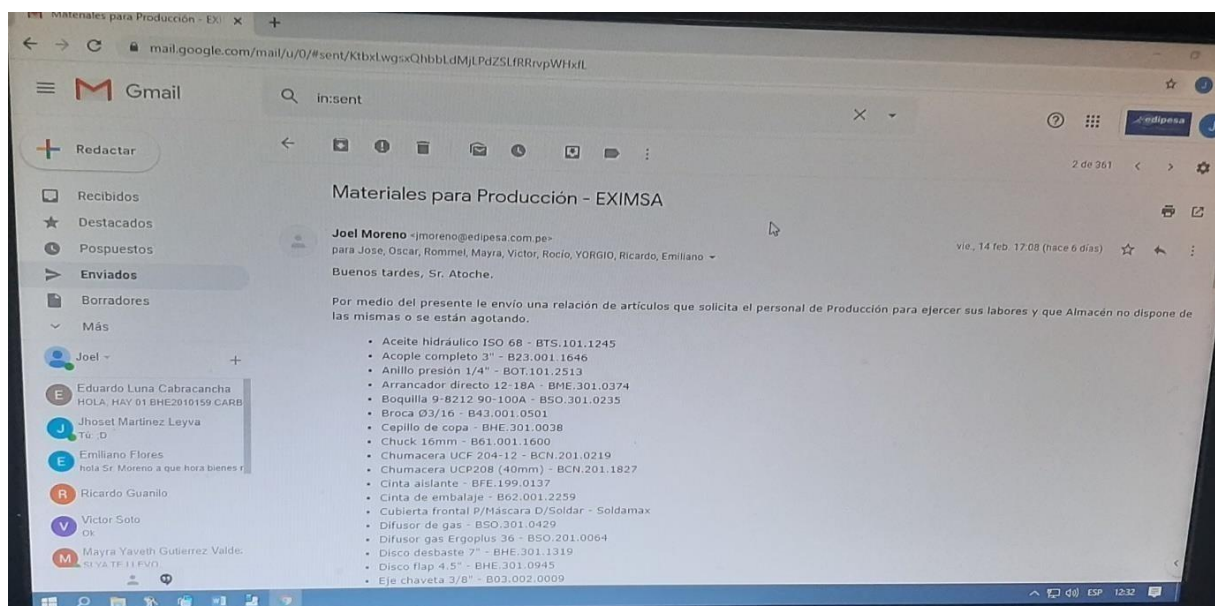 Materiales para Producción - EXI
mail.google.com/mail/u/0/#sent/KtbxLwgsxQhbbLdMjLPdZSLfRRrvpWHxfL
Gmail
in:sent
edipesa
Redactar
2 de 361
Recibidos
Destacados
Pospuestos
Enviados
Borradores
Más
Joel
Eduardo Luna Cabracancha
HOLA, HAY 01 BHE2010159 CARB
Jhoset Martinez Leyva
Tú: ;D
Emiliano Flores
hola Sr. Moreno a que hora bienes r
Ricardo Guanilo
Victor Soto
Ok
Mayra Yaveth Gutierrez Valde
SI YA TE LLEVO
Materiales para Producción - EXIMSA
Joel Moreno <jmoreno@edipesa.com.pe>
vie., 14 feb. 17:08 (hace 6 días)
para Jose, Oscar, Rommel, Mayra, Victor, Rocío, YORGIO, Ricardo, Emiliano
Buenos tardes, Sr. Atoche.
Por medio del presente le envío una relación de artículos que solicita el personal de Producción para ejercer sus labores y que Almacén no dispone de
las mismas o se están agotando.
• Aceite hidráulico ISO 68 - BTS.101.1245
• Acople completo 3" - B23.001.1646
• Anillo presión 1/4" - BOT.101.2513
• Arrancador directo 12-18A - BME.301.0374
• Boquilla 9-8212 90-100A - BSO.301.0235
• Broca Ø3/16 - B43.001.0501
• Cepillo de copa - BHE.301.0038
• Chuck 16mm - B61.001.1600
• Chumacera UCF 204-12 - BCN.201.0219
• Chumacera UCP208 (40mm) - BCN.201.1827
• Cinta aislante - BFE.199.0137
• Cinta de embalaje - B62.001.2259
• Cubierta frontal P/Máscara D/Soldar - Soldamax
• Difusor de gas - BSO.301.0429
• Difusor gas Ergoplus 36 - BSO.201.0064
• Disco desbaste 7" - BHE.301.1319
• Disco flap 4.5" - BHE.301.0945
• Eje chaveta 3/8" - B03.002.0009
ESP
12:32